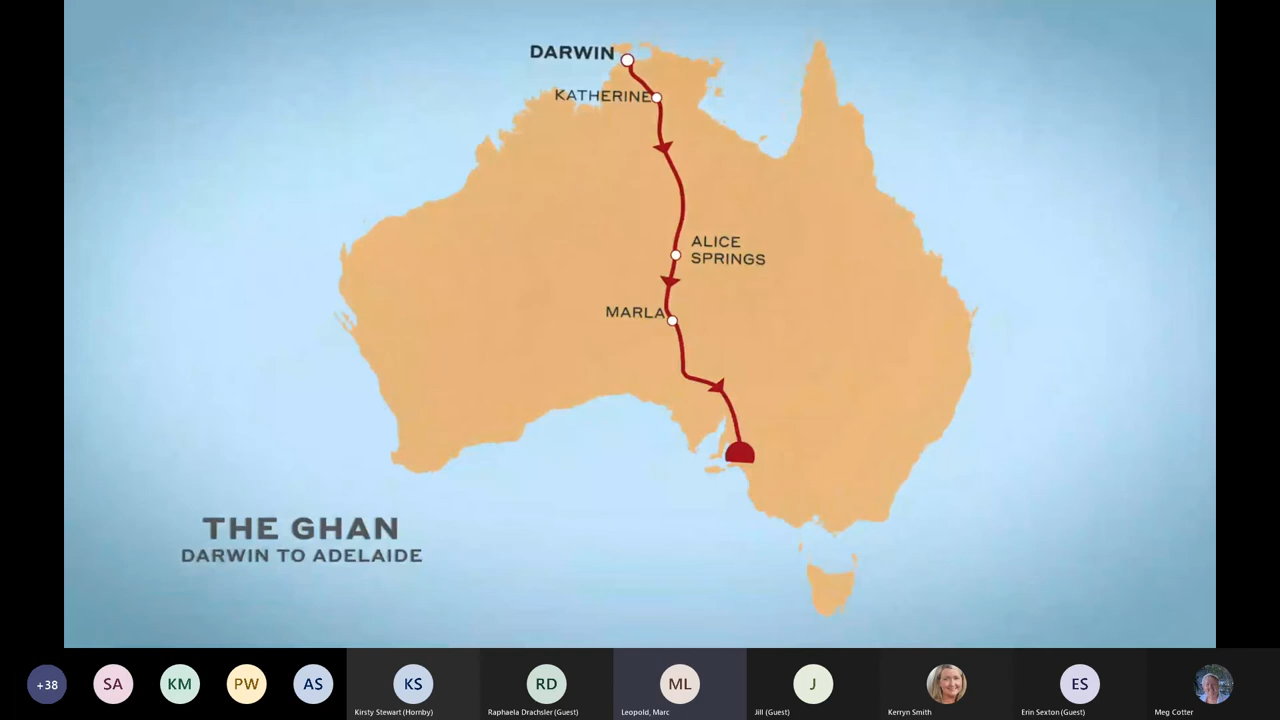 DARWIN
KATHERINE
ALICE
SPRINGS
MARLA
THE GHAN
DARWIN TO ADELAIDE
+38
SA
KM
PW
AS
KS
RD
ML
J
ES
Kirsty Stewart (Hornby)
Raphaela Drachsler (Guest)
Leopold, Marc
Jill (Guest)
Kerryn Smith
Erin Sexton (Guest)
Meg Cotter